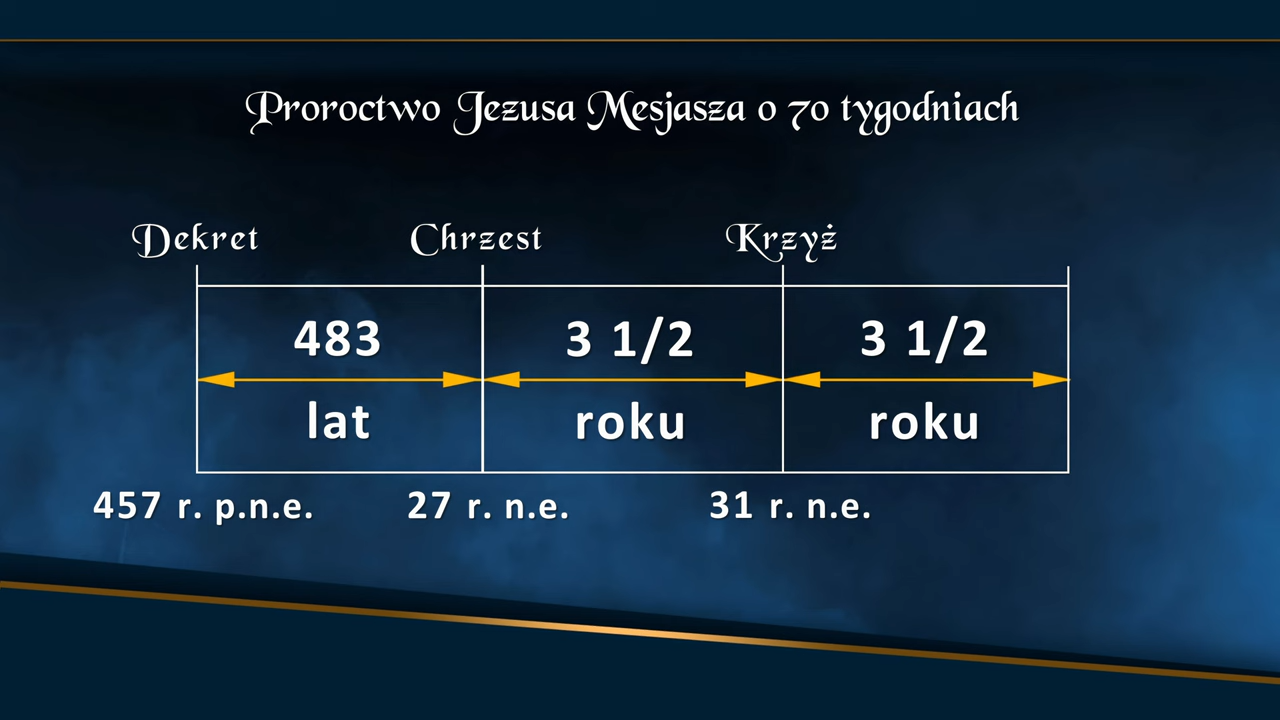 Proroctwo Jezusa Mesjasza o 70 tygodniach
Dekret Chrzest Krzyż
483 3 1/2 3 1/2
lat roku roku
457 r. p.n.e. 27 r. n.e. 31 r. n.e.